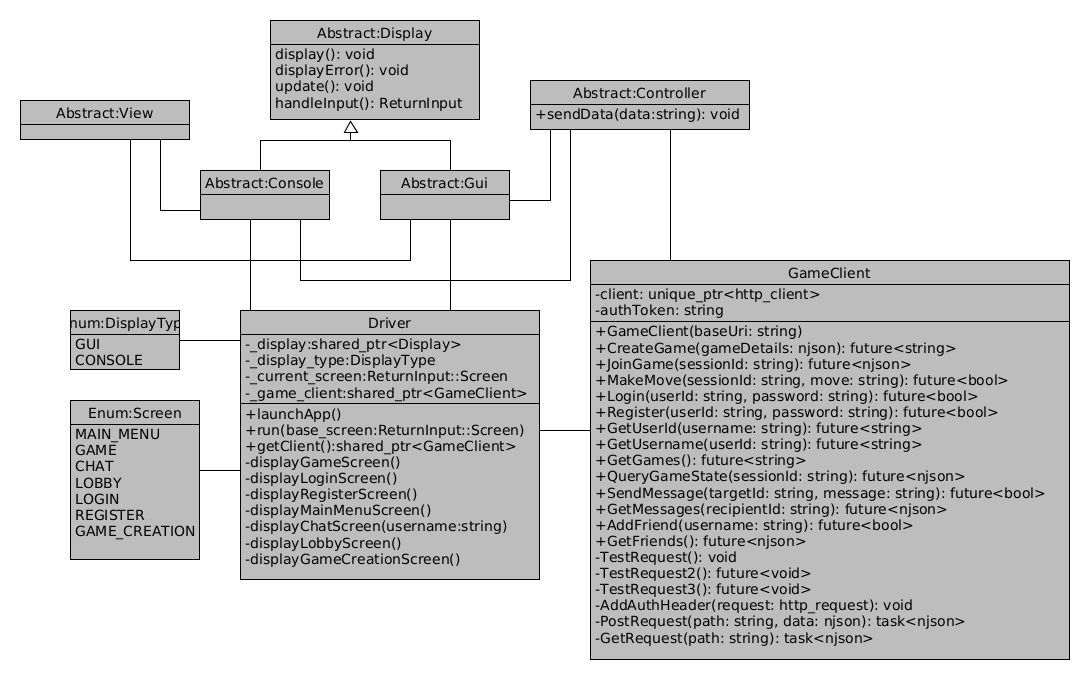 Abstract:Display
display(): void
displayError(): void
update(): void
handleInput(): ReturnInput
Abstract:Controller
+sendData(data:string): void
Abstract:View
Abstract:Console
Abstract:Gui
GameClient
-client: unique_ptr<http_client>
-authToken: string
+GameClient(baseUri: string)
+CreateGame(gameDetails: njson): future<string>
+JoinGame(sessionId: string): future<njson>
+MakeMove(sessionId: string, move: string): future<bool>
+Login(userId: string, password: string): future<bool>
+Register(userId: string, password: string): future<bool>
+GetUserId(username: string): future<string>
+GetUsername(userId: string): future<string>
+GetGames(): future<string>
+QueryGameState(sessionId: string): future<njson>
+SendMessage(targetId: string, message: string): future<bool>
+GetMessages(recipientId: string): future<njson>
+AddFriend(username: string): future<bool>
+GetFriends(): future<njson>
-TestRequest(): void
-TestRequest2(): future<void>
-TestRequest3(): future<void>
-AddAuthHeader(request: http_request): void
-PostRequest(path: string, data: njson): task<njson>
-GetRequest(path: string): task<njson>
num:DisplayTyp
GUI
CONSOLE
Driver
-_display:shared_ptr<Display>
-_display_type:DisplayType
-_current_screen:ReturnInput::Screen
-_game_client:shared_ptr<GameClient>
+launchApp()
+run(base_screen:ReturnInput::Screen)
+getClient():shared_ptr<GameClient>
-displayGameScreen()
-displayLoginScreen()
-displayRegisterScreen()
-displayMainMenuScreen()
-displayChatScreen(username:string)
-displayLobbyScreen()
-displayGameCreationScreen()
Enum:Screen
MAIN_MENU
GAME
CHAT
LOBBY
LOGIN
REGISTER
GAME_CREATION